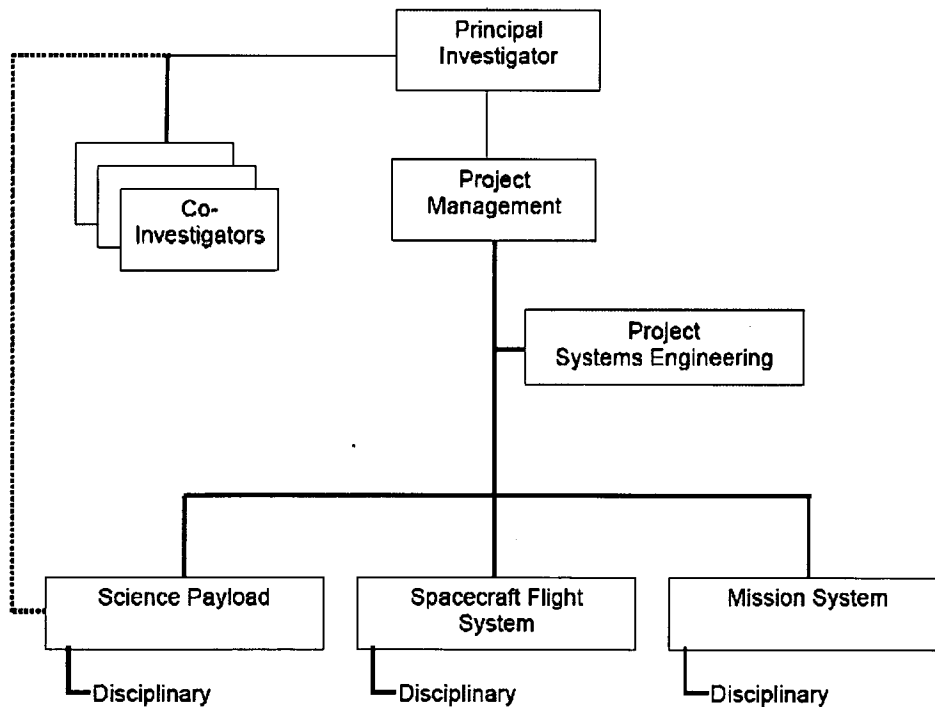 Principal
Investigator
Co-
Investigators
Project
Management
Project
Systems Engineering
Science Payload
Spacecraft Flight
System
Mission System
Disciplinary
Disciplinary
Disciplinary